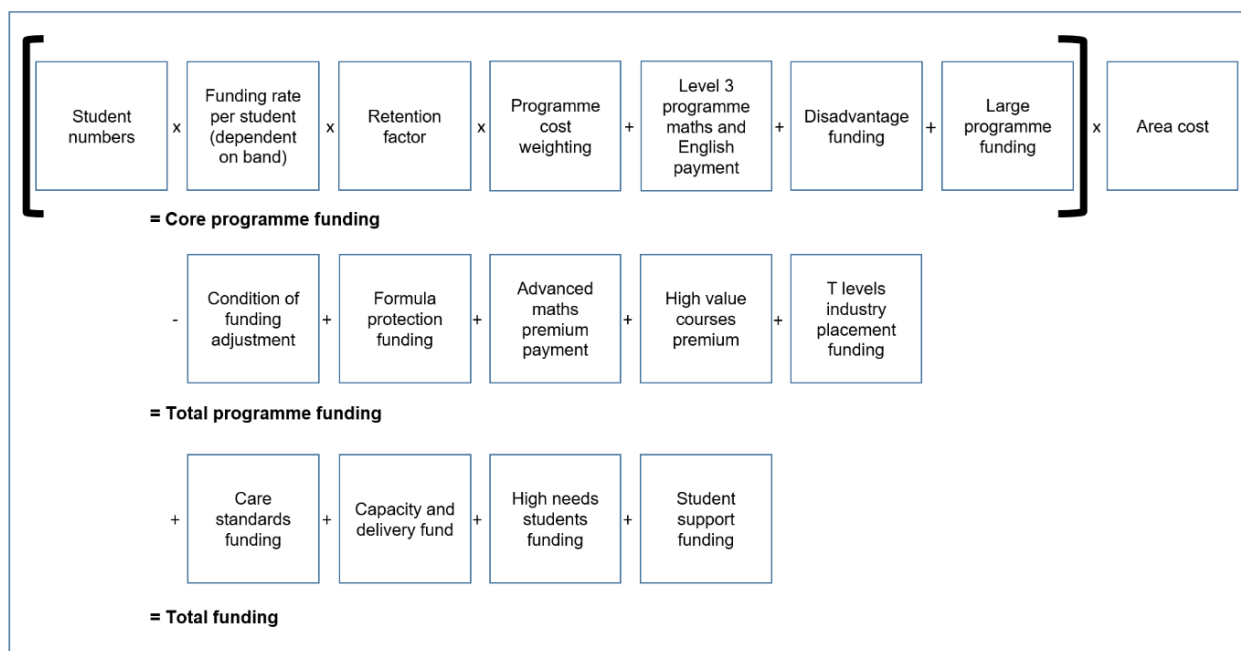 Student
numbers
x
Funding rate
per student
(dependent
on band)
x
Retention
factor
x
Programme
cost
weighting
+
Level 3
programme
maths and
English
payment
+
Disadvantage
funding
+
Large
programme
funding
x
Area cost
= Core programme funding
-
Condition of
funding
adjustment
+
Formula
protection
funding
+
Advanced
maths
premium
payment
+
High value
courses
premium
+
T levels
industry
placement
funding
= Total programme funding
+
Care
standards
funding
+
Capacity and
delivery fund
+
High needs
students
funding
+
Student
support
funding
= Total funding